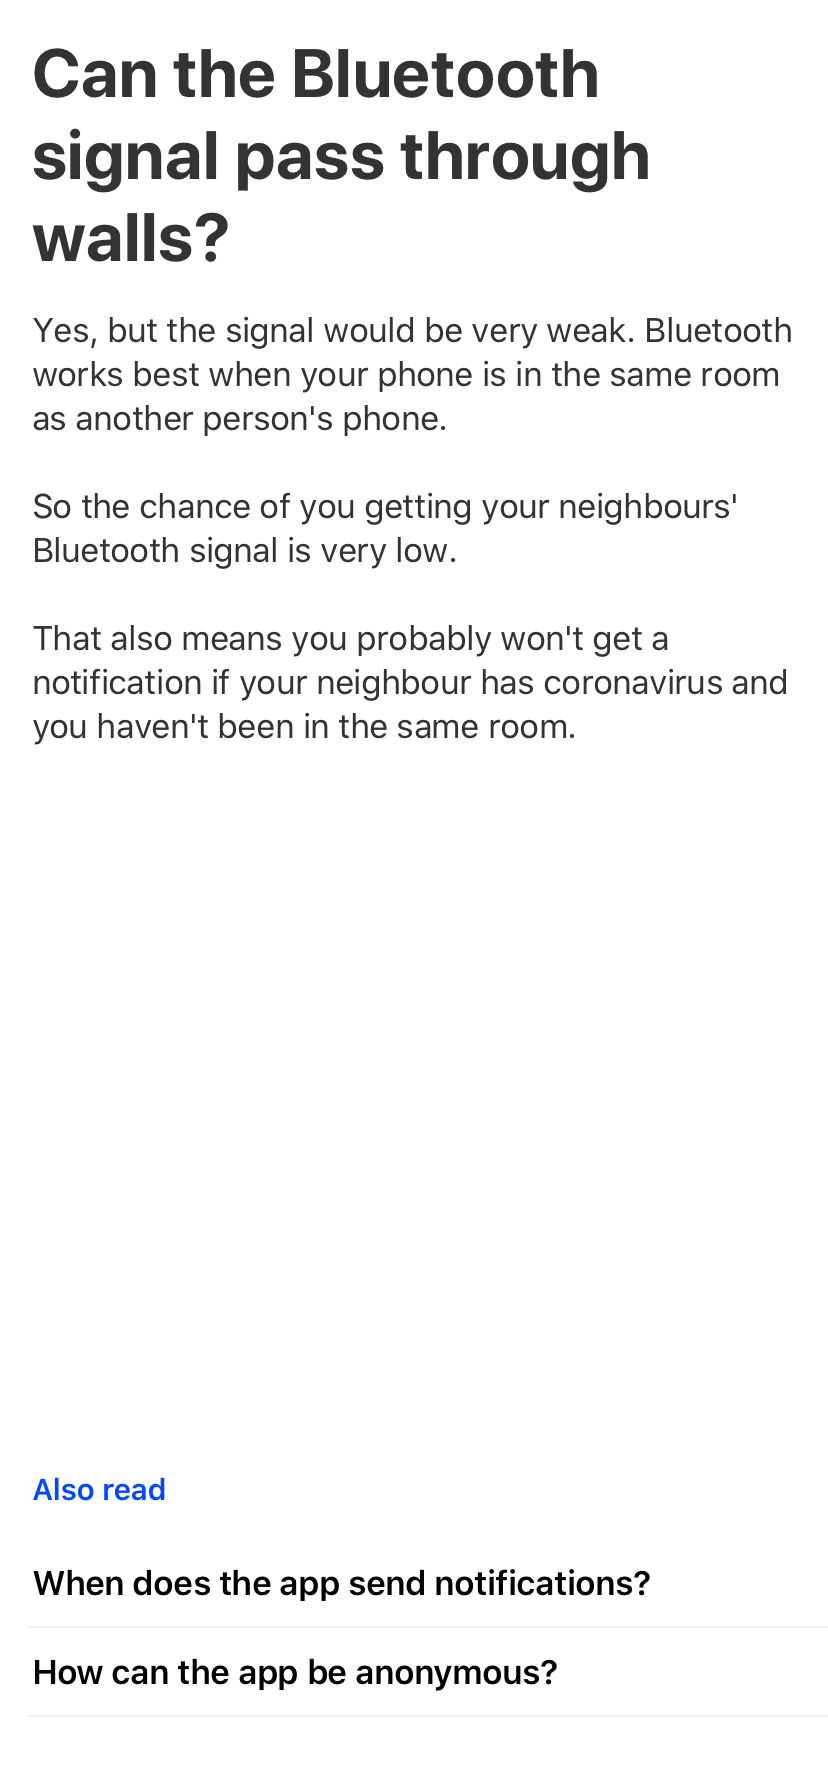 Can the Bluetooth
signal pass through
walls?
Yes, but the signal would be very weak. Bluetooth
works best when your phone is in the same room
as another person's phone.
So the chance of you getting your neighbours'
Bluetooth signal is very low.
That also means you probably won't get a
notification if your neighbour has coronavirus and
you haven't been in the same room.
Also read
When does the app send notifications?
How can the app be anonymous?